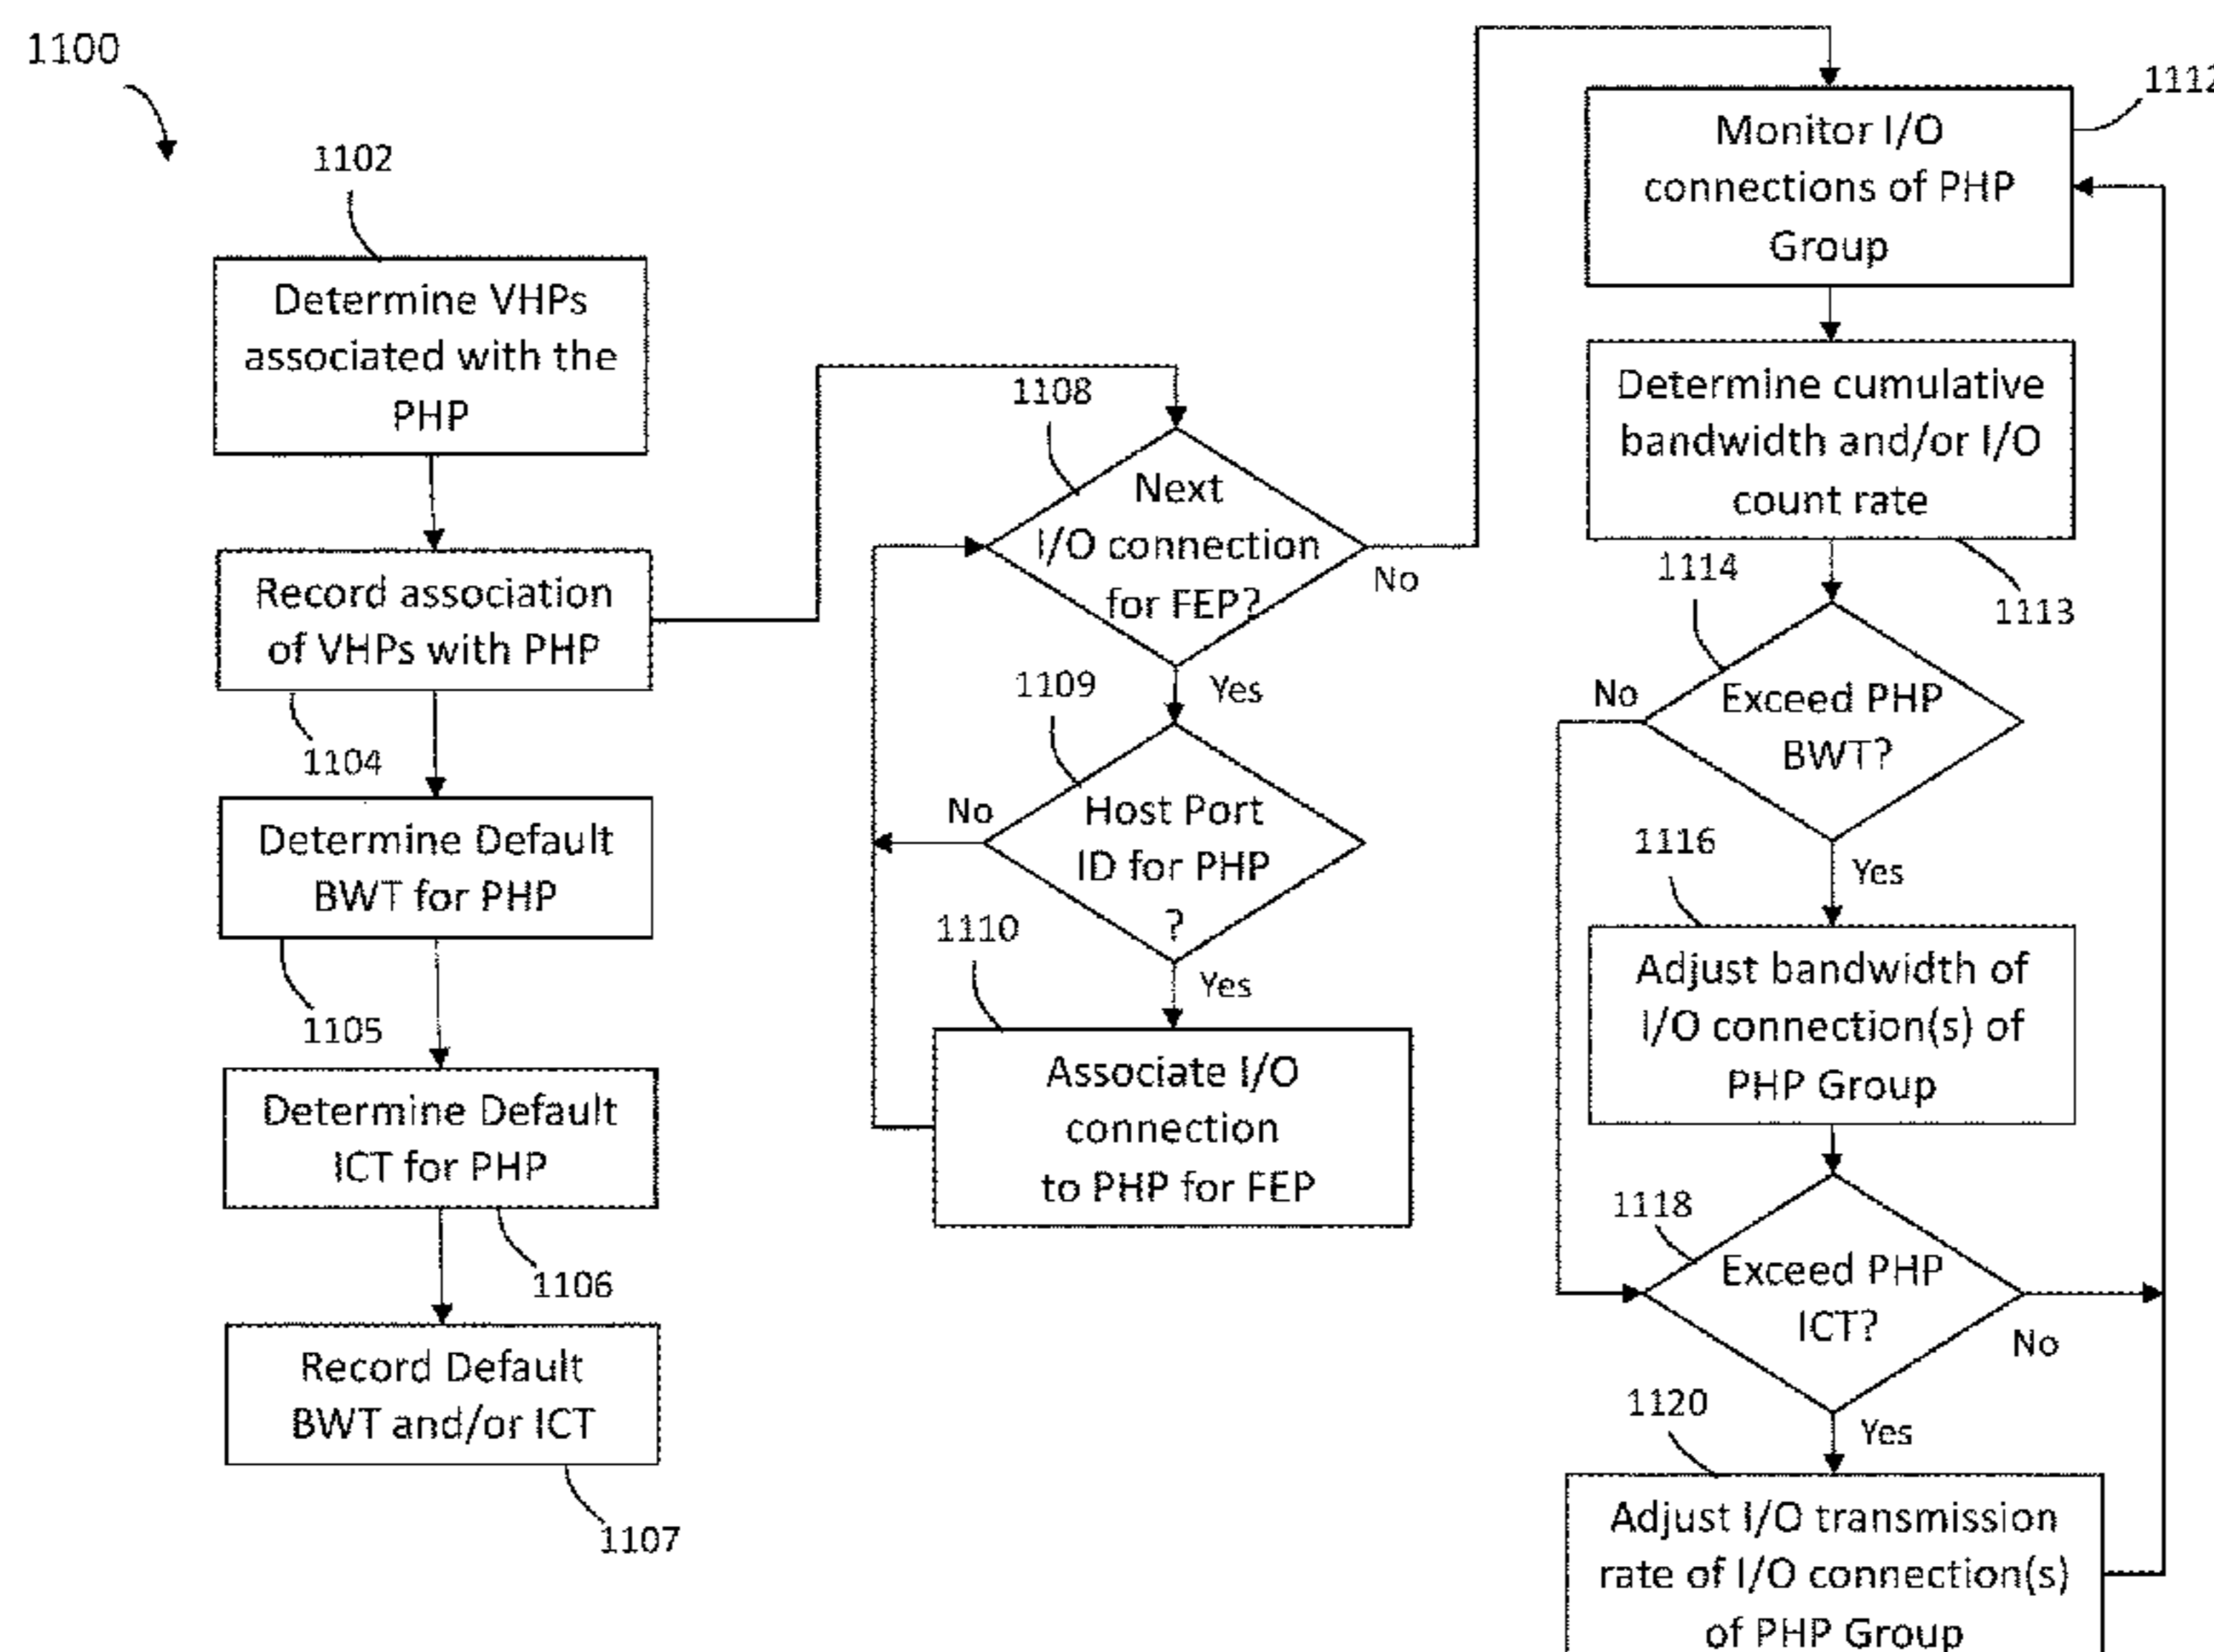 1100
1102
Determine VHPs
associated with the
PHP
Record association
of VHPs with PHP
1104
Determine Default
BWT for PHP
1105
Determine Default
ICT for PHP
1106
Record Default
BWT and/or ICT
1107
1108
Next
I/O connection
for FEP?
No
Yes
1109
Host Port
ID for PHP
?
No
Yes
1110
Associate I/O
connection
to PHP for FEP
1112
Monitor I/O
connections of PHP
Group
Determine cumulative
bandwidth and/or I/O
count rate
1113
1114
Exceed PHP
BWT?
No
Yes
1116
Adjust bandwidth of
I/O connection(s) of
PHP Group
1118
Exceed PHP
ICT?
No
Yes
1120
Adjust I/O transmission
rate of I/O connection(s)
of PHP Group